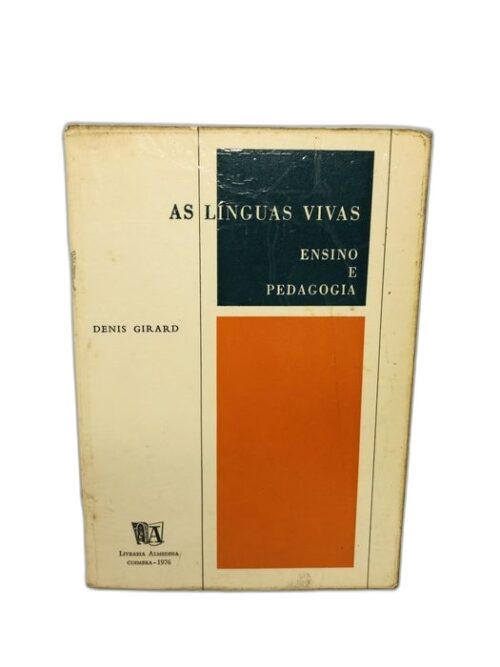 AS LÍNGUAS VIVAS
ENSINO
E
PEDAGOGIA
DENIS GIRARD
LIVRARIA ALMEDINA
COIMBRA-1976